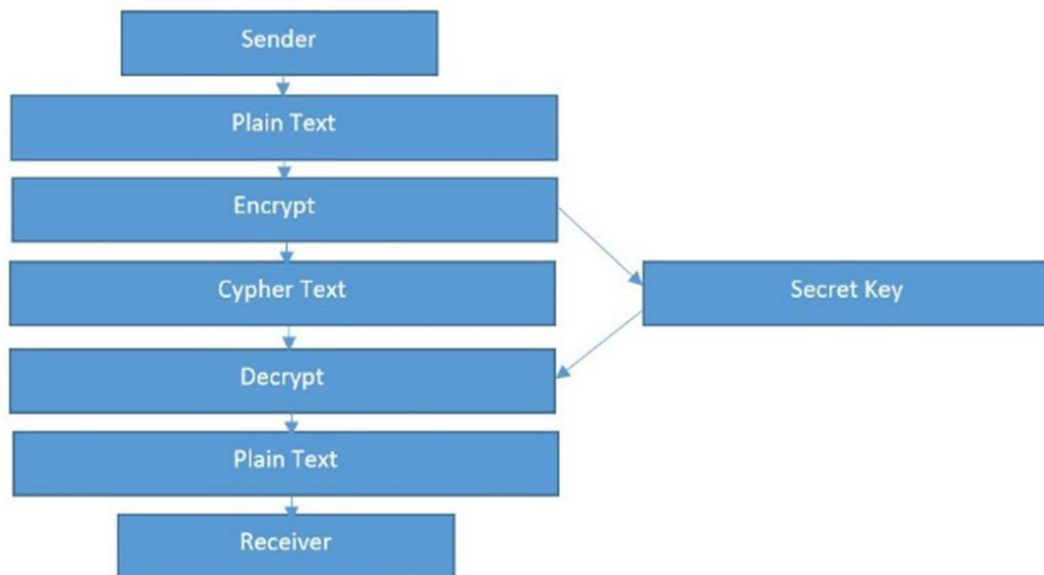 Sender
Plain Text
Encrypt
Cypher Text
Secret Key
Decrypt
Plain Text
Receiver